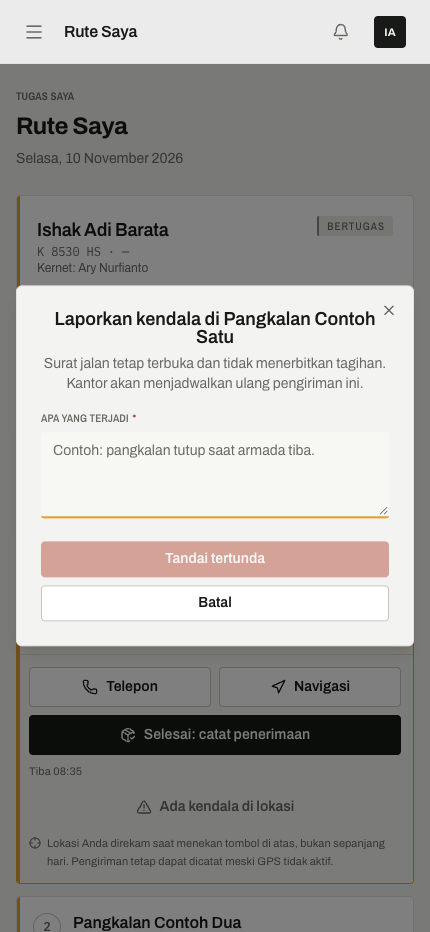 Rute Saya
IA
TUGAS SAYA
Rute Saya
Selasa, 10 November 2026
Ishak Adi Barata
BERTUGAS
K 8530 HS · —
Kernet: Ary Nurfianto
Laporkan kendala di Pangkalan Contoh
Satu
Surat jalan tetap terbuka dan tidak menerbitkan tagihan.
Kantor akan menjadwalkan ulang pengiriman ini.
APA YANG TERJADI *
Contoh: pangkalan tutup saat armada tiba.
Tandai tertunda
Batal
Telepon
Navigasi
Selesai: catat penerimaan
Tiba 08:35
Ada kendala di lokasi
Lokasi Anda direkam saat menekan tombol di atas, bukan sepanjang
hari. Pengiriman tetap dapat dicatat meski GPS tidak aktif.
2
Pangkalan Contoh Dua